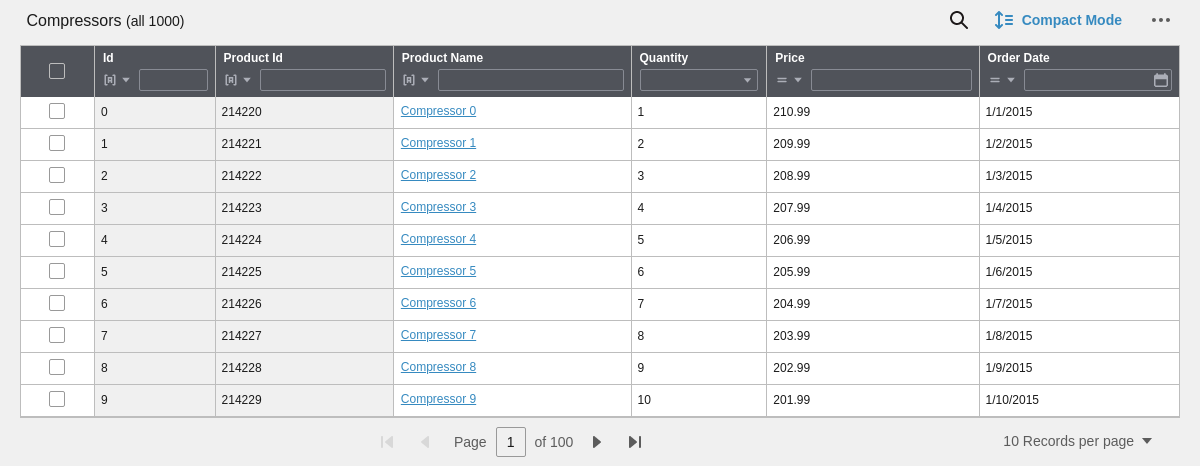 Compressors (all 1000)
Compact Mode
Id Product Id Product Name Quantity Price Order Date
0 214220 Compressor 0 1 210.99 1/1/2015
1 214221 Compressor 1 2 209.99 1/2/2015
2 214222 Compressor 2 3 208.99 1/3/2015
3 214223 Compressor 3 4 207.99 1/4/2015
4 214224 Compressor 4 5 206.99 1/5/2015
5 214225 Compressor 5 6 205.99 1/6/2015
6 214226 Compressor 6 7 204.99 1/7/2015
7 214227 Compressor 7 8 203.99 1/8/2015
8 214228 Compressor 8 9 202.99 1/9/2015
9 214229 Compressor 9 10 201.99 1/10/2015
Page 1 of 100
10 Records per page